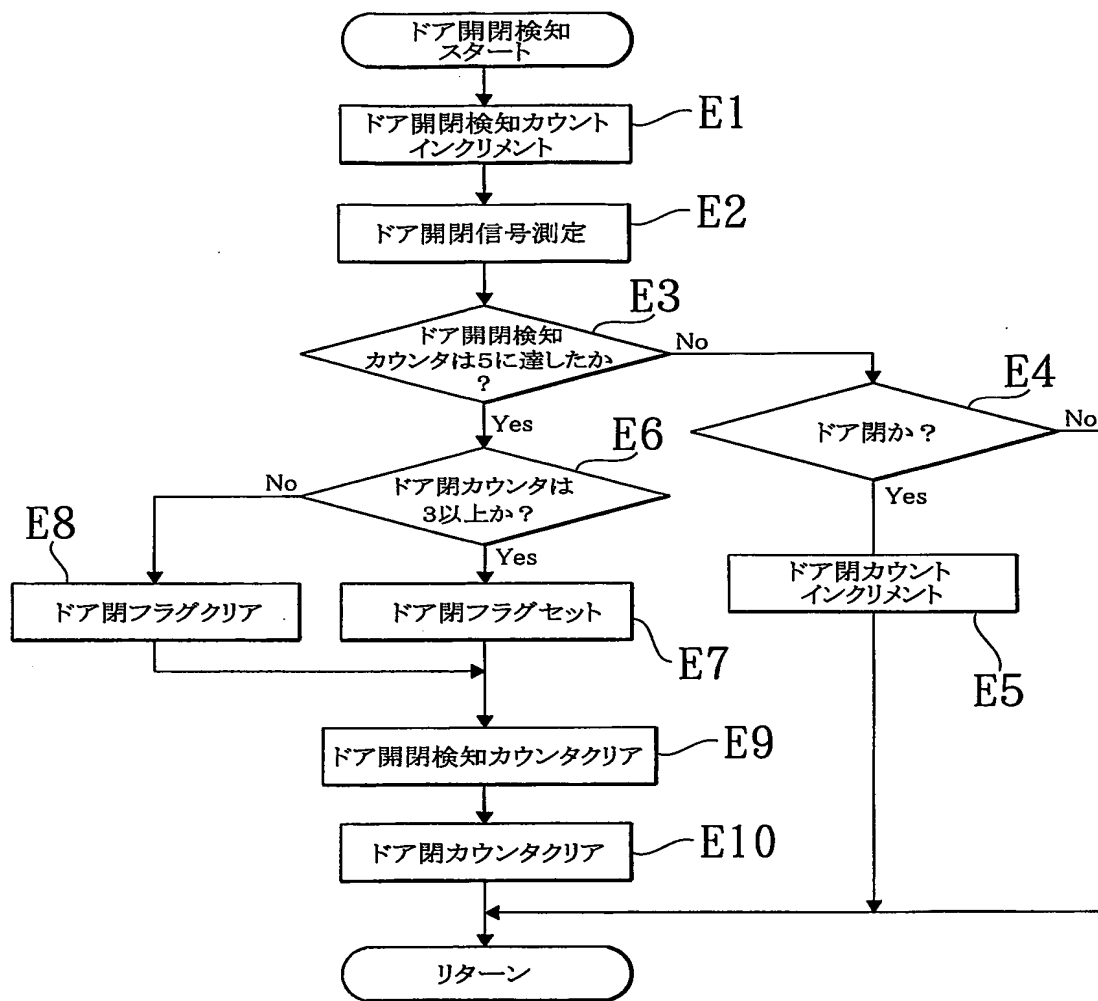 ドア開閉検知
スタート
ドア開閉検知カウント
インクリメント
E1
ドア開閉信号測定
E2
ドア開閉検知
カウンタは5に達したか
?
E3
No
Yes
ドア閉か?
E4
No
Yes
ドア閉カウント
インクリメント
E5
ドア閉カウンタは
3以上か?
E6
No
Yes
ドア閉フラグクリア
E8
ドア閉フラグセット
E7
ドア開閉検知カウンタクリア
E9
ドア閉カウンタクリア
E10
リターン